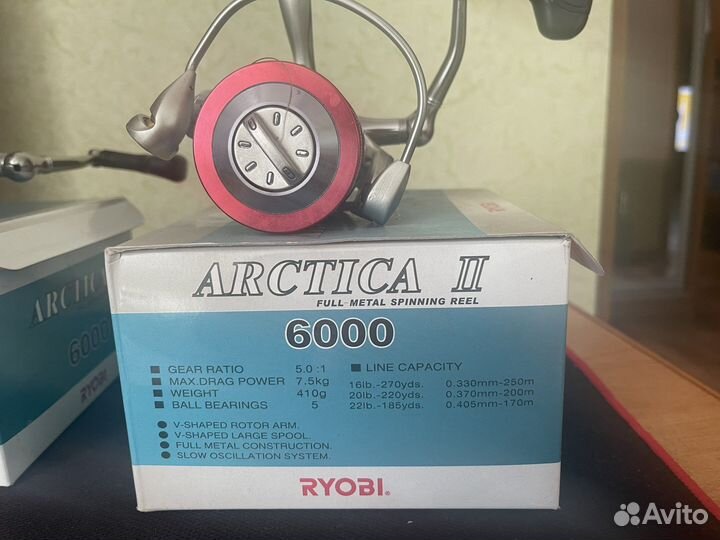 ARCTICA II
FULL-METAL SPINNING REEL
6000
■ GEAR RATIO 5.0 :1
■ MAX.DRAG POWER 7.5kg
■ WEIGHT 410g
■ BALL BEARINGS 5
■ LINE CAPACITY
16lb.-270yds. 0.330mm-250m
20lb.-220yds. 0.370mm-200m
22lb.-185yds. 0.405mm-170m
● V-SHAPED ROTOR ARM.
● V-SHAPED LARGE SPOOL.
● FULL METAL CONSTRUCTION.
● SLOW OSCILLATION SYSTEM.
RYOBI.
ARCTICA
6000
RYOBI
Avito